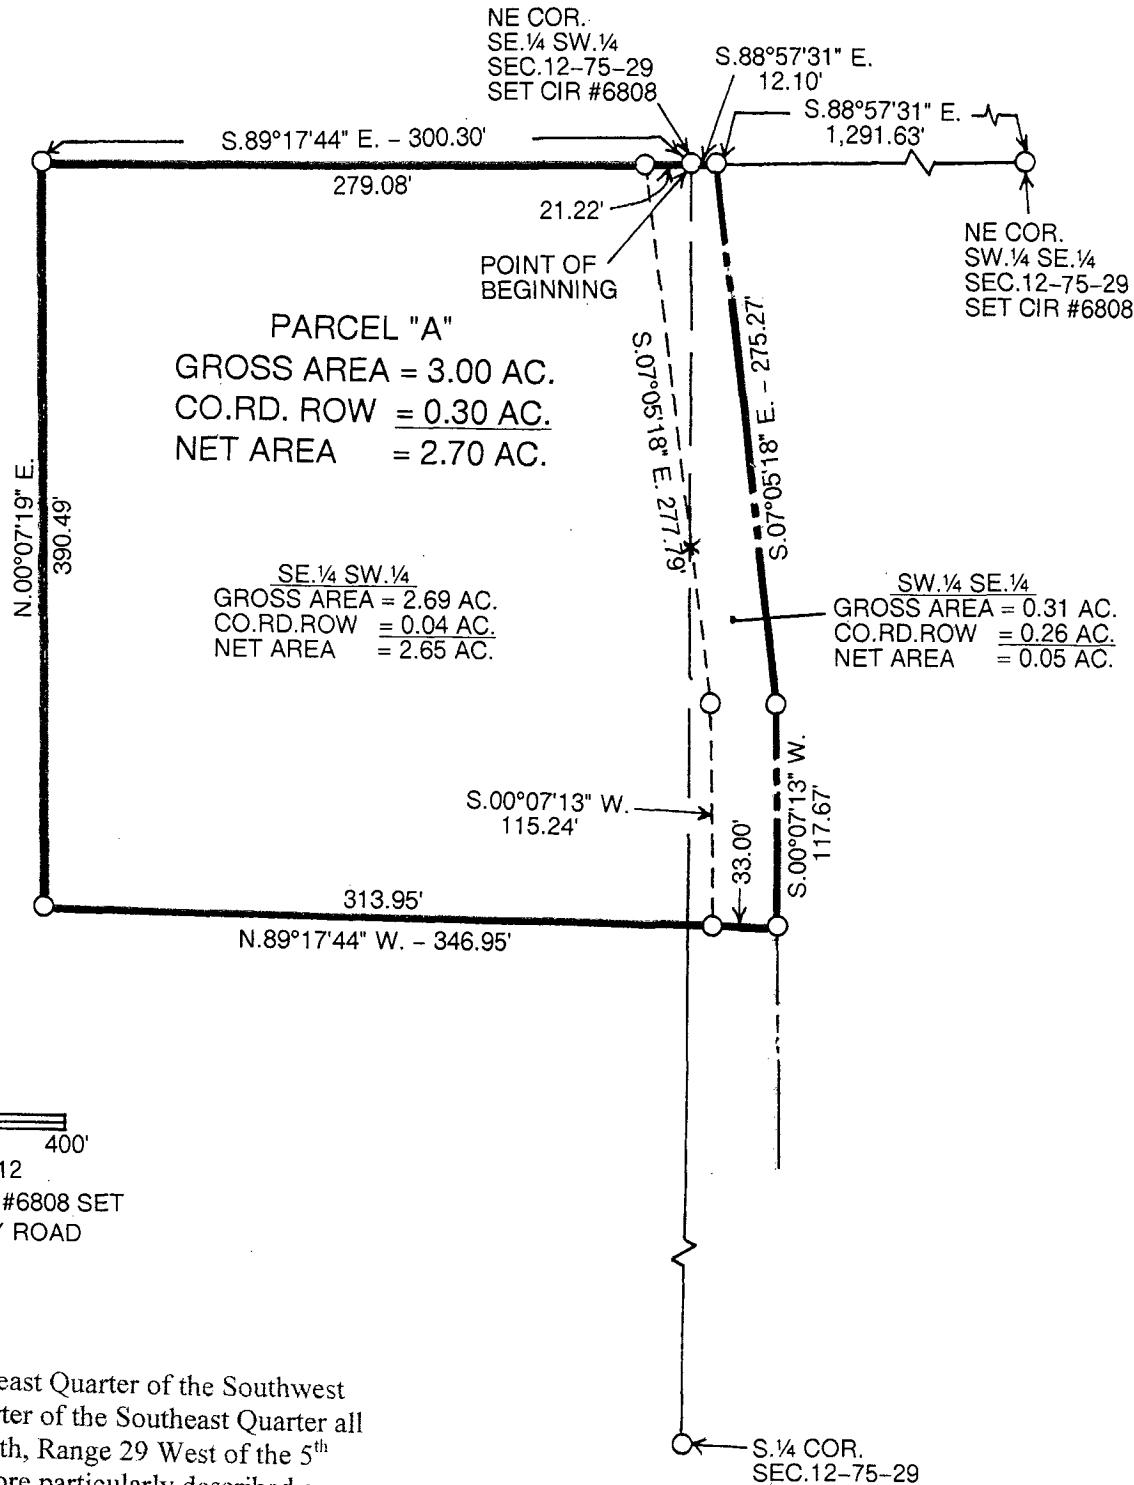 NE COR.
SE.¼ SW.¼
SEC.12-75-29
SET CIR #6808
S.88°57'31" E.
12.10'
S.88°57'31" E.
1,291.63'
S.89°17'44" E. - 300.30'
279.08'
21.22'
POINT OF
BEGINNING
NE COR.
SW.¼ SE.¼
SEC.12-75-29
SET CIR #6808
PARCEL "A"
GROSS AREA = 3.00 AC.
CO.RD. ROW = 0.30 AC.
NET AREA = 2.70 AC.
S.07°05'18" E. 277.79'
S.07°05'18" E. - 275.27'
N.00°07'19" E.
390.49'
SE.¼ SW.¼
GROSS AREA = 2.69 AC.
CO.RD.ROW = 0.04 AC.
NET AREA = 2.65 AC.
SW.¼ SE.¼
GROSS AREA = 0.31 AC.
CO.RD.ROW = 0.26 AC.
NET AREA = 0.05 AC.
S.00°07'13" W.
115.24'
33.00'
S.00°07'13" W.
117.67'
313.95'
N.89°17'44" W. - 346.95'
400'
12
#6808 SET
ROAD
east Quarter of the Southwest
ter of the Southeast Quarter all
th, Range 29 West of the 5th
ore particularly described
S.¼ COR.
SEC.12-75-29